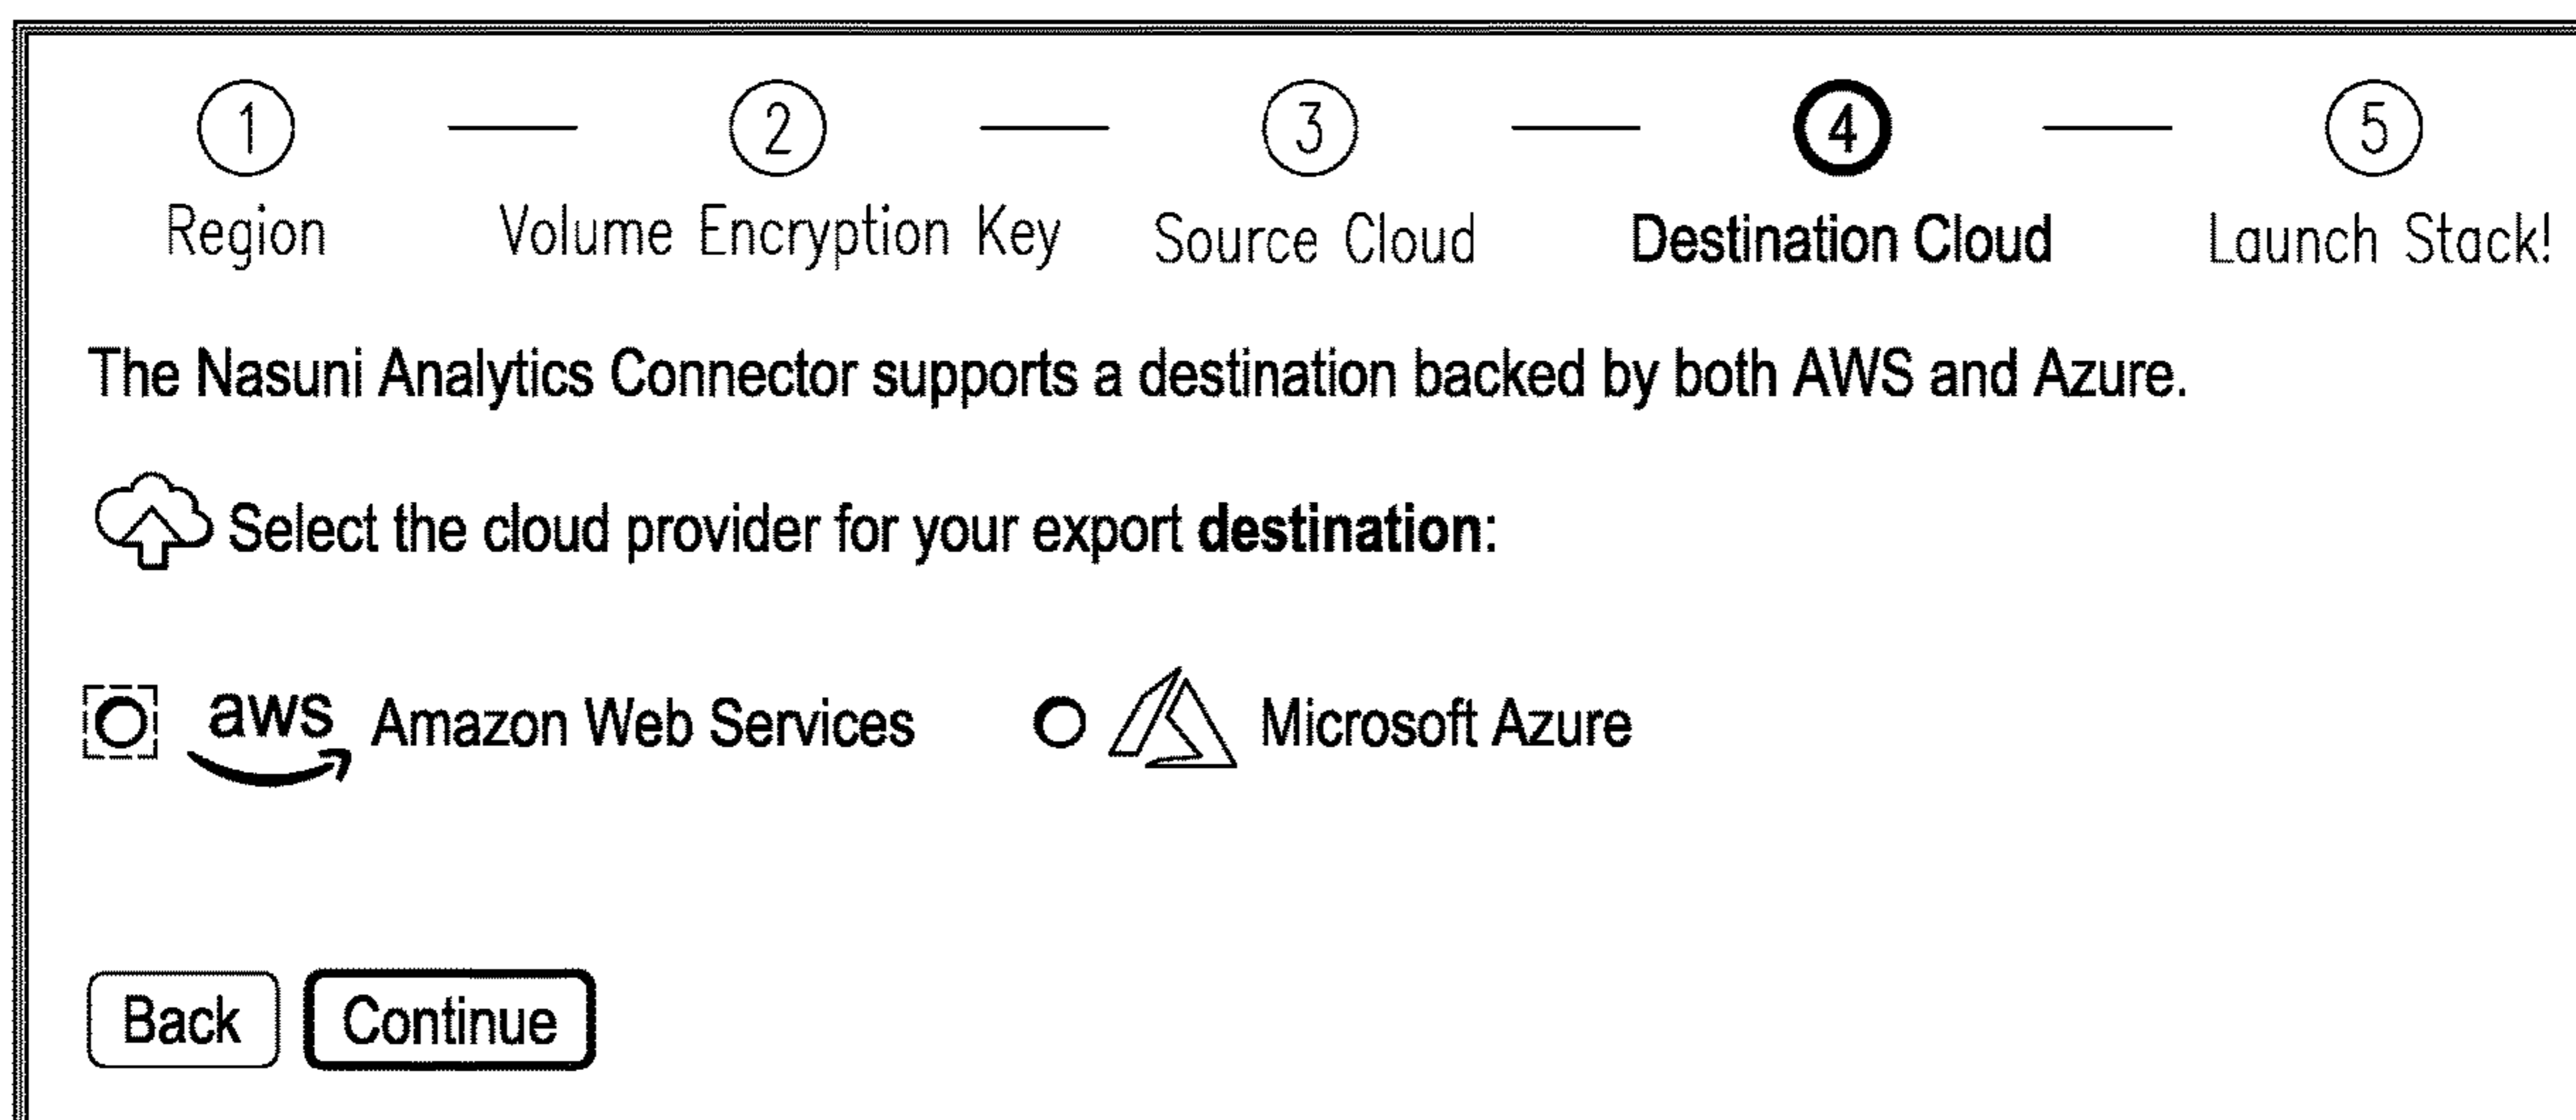 1 2 3 4 5
Region Volume Encryption Key Source Cloud Destination Cloud Launch Stack!
The Nasuni Analytics Connector supports a destination backed by both AWS and Azure.
Select the cloud provider for your export destination:
aws Amazon Web Services Microsoft Azure
Back Continue